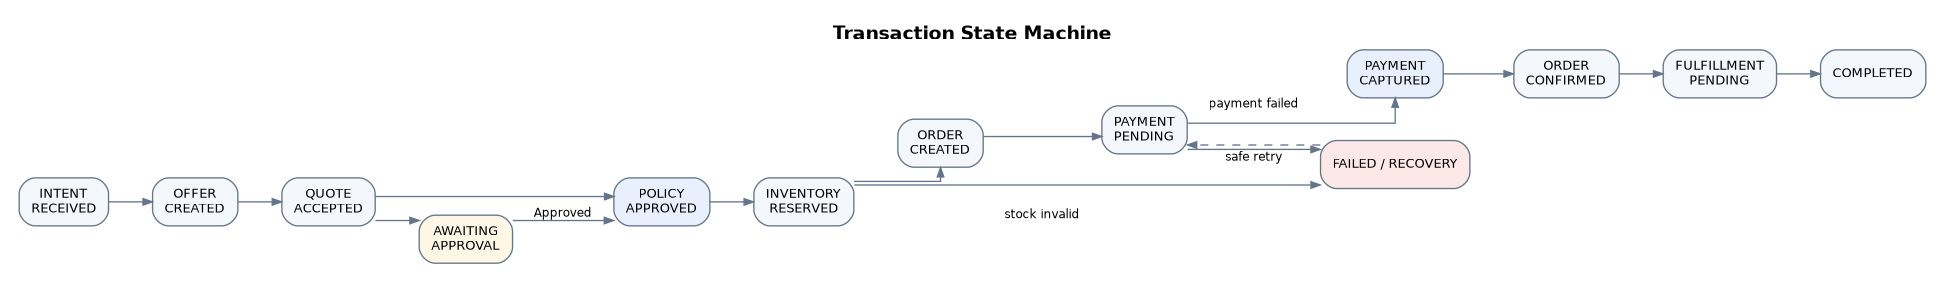 Transaction State Machine
INTENT
RECEIVED
OFFER
CREATED
QUOTE
ACCEPTED
AWAITING
APPROVAL
Approved
POLICY
APPROVED
INVENTORY
RESERVED
ORDER
CREATED
stock invalid
PAYMENT
PENDING
payment failed
safe retry
FAILED / RECOVERY
PAYMENT
CAPTURED
ORDER
CONFIRMED
FULFILLMENT
PENDING
COMPLETED